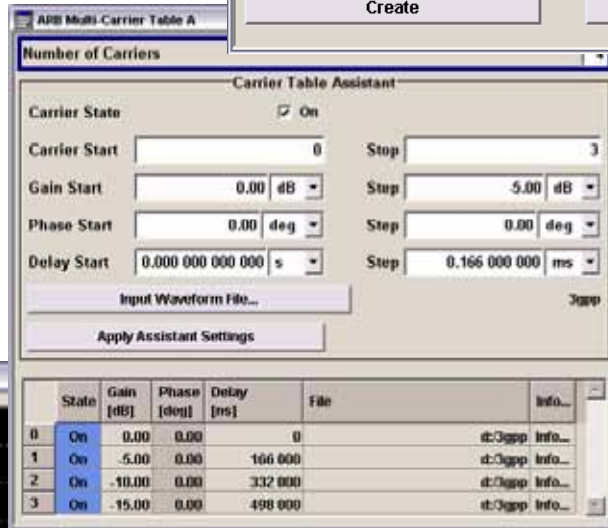 Create
ARB Multi-Carrier Table A
Number of Carriers 4
Carrier Table Assistant
Carrier State On
Carrier Start 0 Stop 3
Gain Start 0.00 dB Step -5.00 dB
Phase Start 0.00 deg Step 0.00 deg
Delay Start 0.000 000 000 000 s Step 0.166 000 000 ms
Input Waveform File... 3gpp
Apply Assistant Settings
State Gain [dB] Phase [deg] Delay [ns] File Info...
0 On 0.00 0.00 0 d:/3gpp Info...
1 On -5.00 0.00 166 000 d:/3gpp Info...
2 On -10.00 0.00 332 000 d:/3gpp Info...
3 On -15.00 0.00 498 000 d:/3gpp Info...